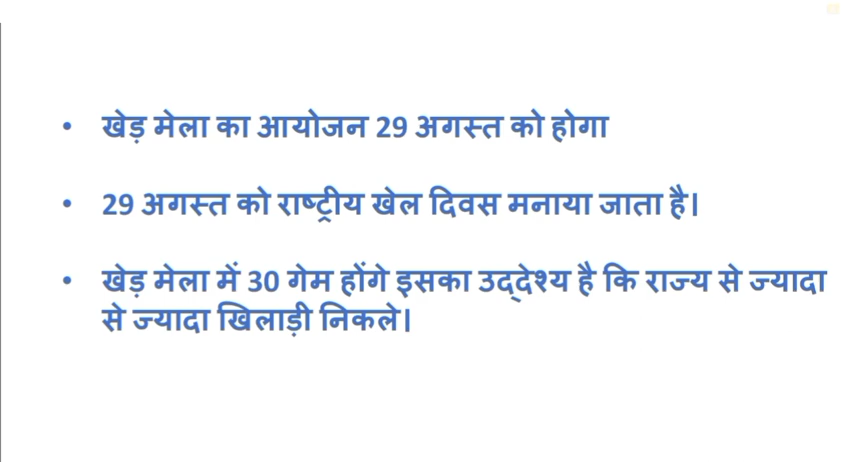 • खेड़ मेला का आयोजन 29 अगस्त को होगा
• 29 अगस्त को राष्ट्रीय खेल दिवस मनाया जाता है।
• खेड़ मेला में 30 गेम होंगे इसका उद्देश्य है कि राज्य से ज्यादा
से ज्यादा खिलाड़ी निकले।